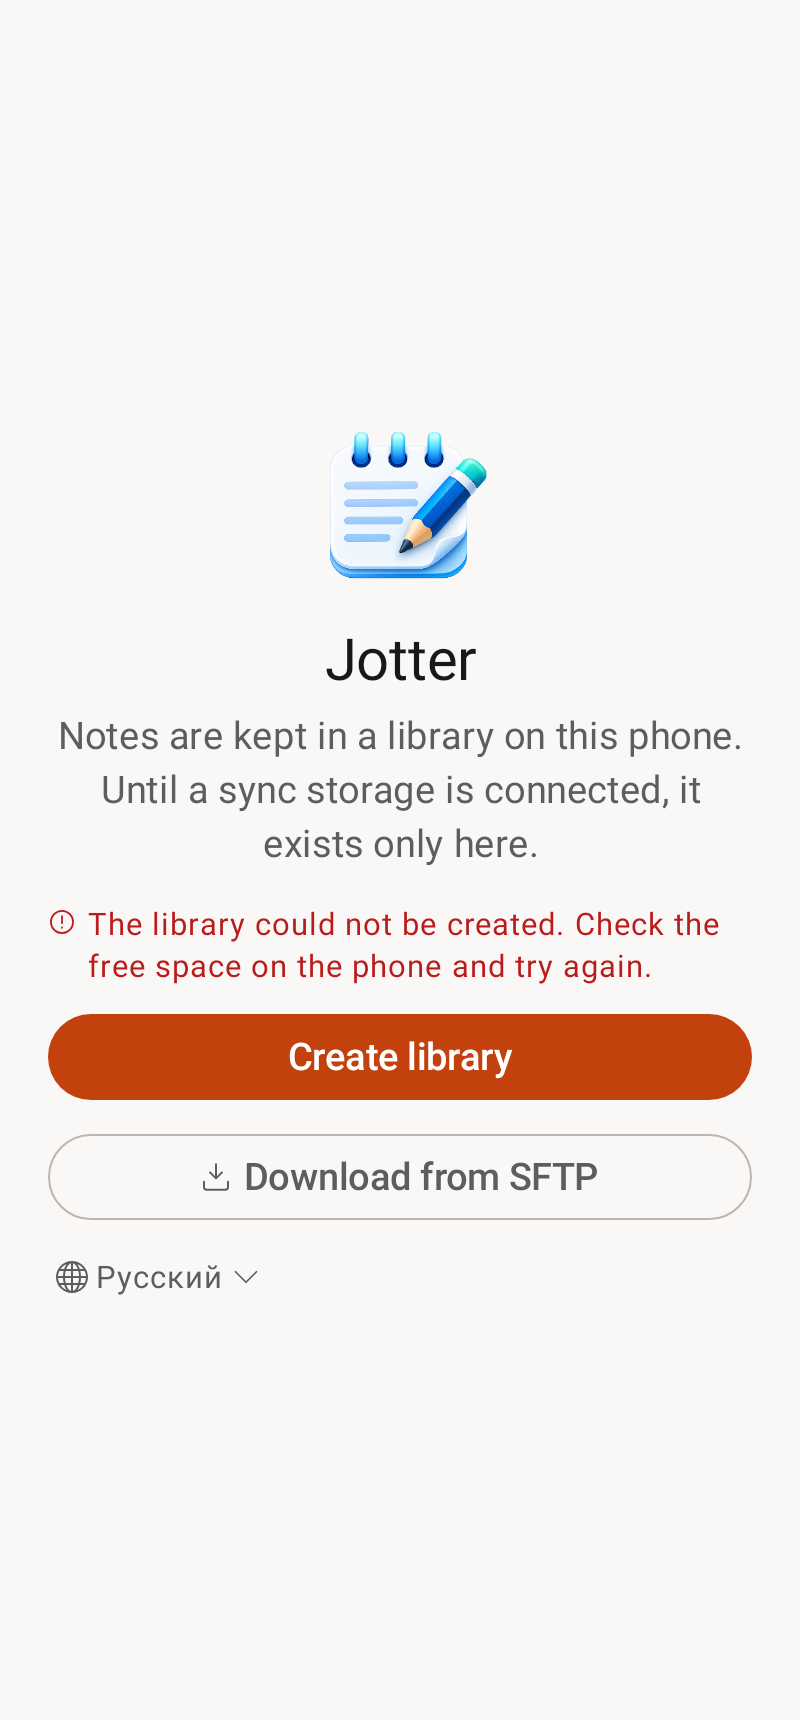 Jotter
Notes are kept in a library on this phone.
Until a sync storage is connected, it
exists only here.
The library could not be created. Check the
free space on the phone and try again.
Create library
Download from SFTP
Русский